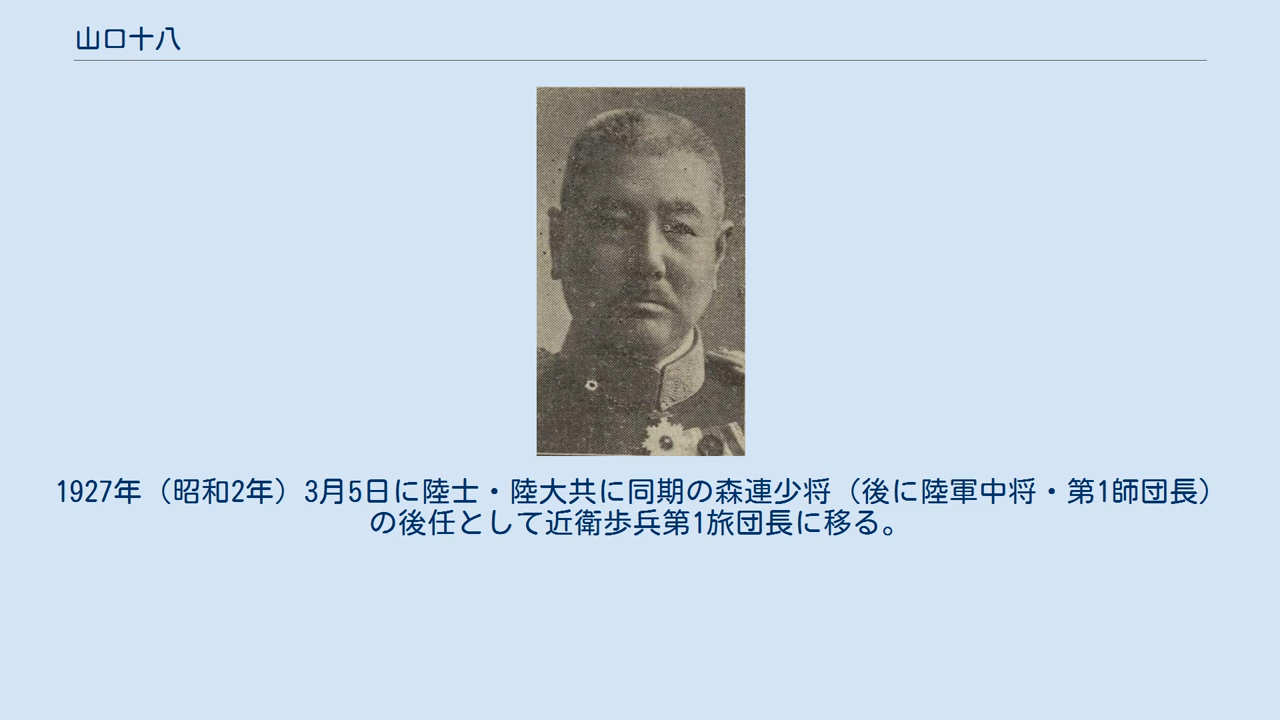 山口十八
1927年（昭和2年）3月5日に陸士・陸大共に同期の森連少将（後に陸軍中将・第1師団長）
の後任として近衛歩兵第1旅団長に移る。